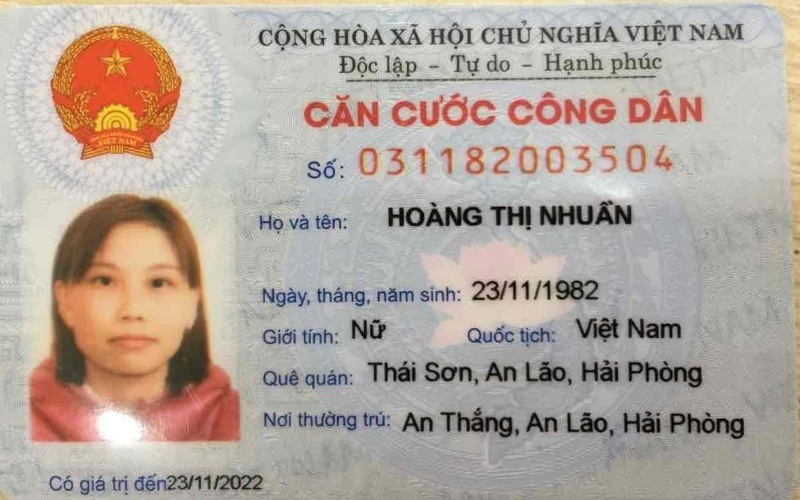 CỘNG HÒA XÃ HỘI CHỦ NGHĨA VIỆT NAM
Độc lập - Tự do - Hạnh phúc
CĂN CƯỚC CÔNG DÂN
Số: 031182003504
Họ và tên: HOÀNG THỊ NHUẦN
Ngày, tháng, năm sinh: 23/11/1982
Giới tính: Nữ Quốc tịch: Việt Nam
Quê quán: Thái Sơn, An Lão, Hải Phòng
Nơi thường trú: An Thắng, An Lão, Hải Phòng
Có giá trị đến 23/11/2022
VIỆT NAM